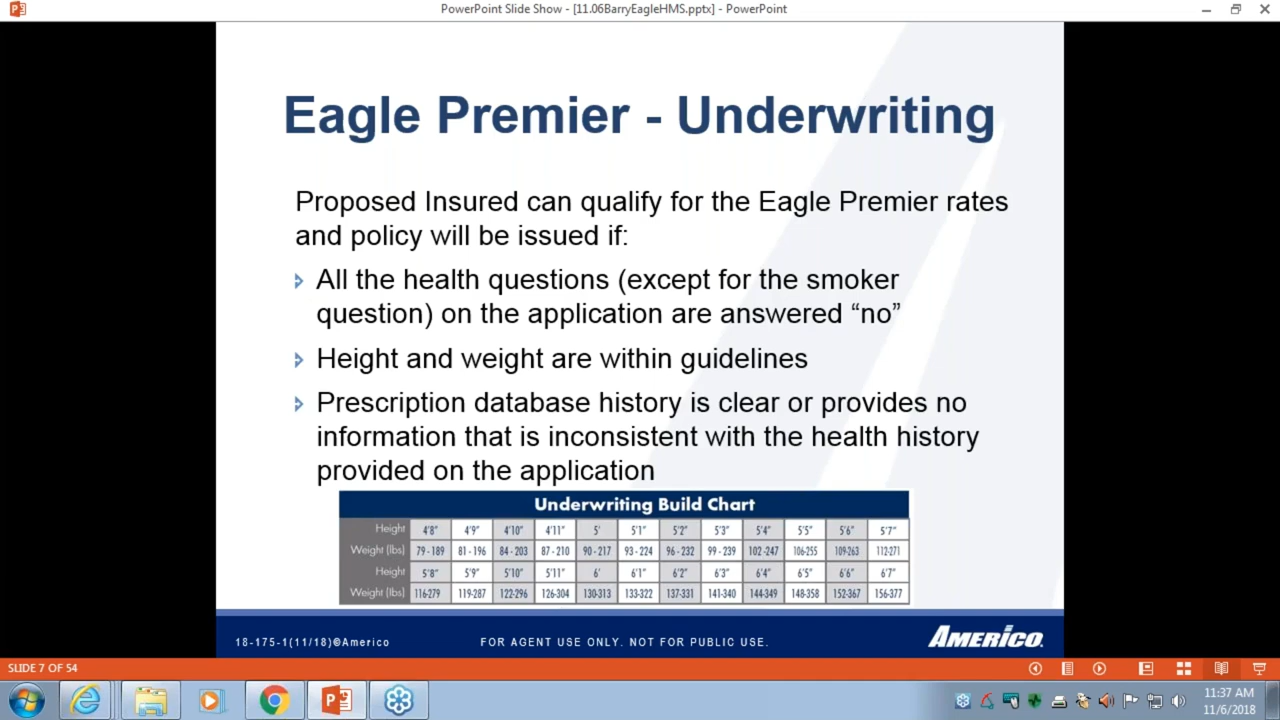 PowerPoint Slide Show - [11.06BarryEagleHMS.pptx] - PowerPoint
Eagle Premier - Underwriting
Proposed Insured can qualify for the Eagle Premier rates
and policy will be issued if:
All the health questions (except for the smoker
question) on the application are answered “no”
Height and weight are within guidelines
Prescription database history is clear or provides no
information that is inconsistent with the health history
provided on the application
Underwriting Build Chart
Height 4'8" 4'9" 4'10" 4'11" 5' 5'1" 5'2" 5'3" 5'4" 5'5" 5'6" 5'7"
Weight (lbs) 79 - 189 81 - 196 84 - 203 87 - 210 90 - 217 93 - 224 96 - 232 99 - 239 102 -247 106-255 109-263 112-271
Height 5'8" 5'9" 5'10" 5'11" 6' 6'1" 6'2" 6'3" 6'4" 6'5" 6'6" 6'7"
Weight (lbs) 116-279 119-287 122-296 126-304 130-313 133-322 137-331 141-340 144-349 148-358 152-367 156-377
18-175-1(11/18)©Americo FOR AGENT USE ONLY. NOT FOR PUBLIC USE. AMERICO
SLIDE 7 OF 54
11:37 AM
11/6/2018